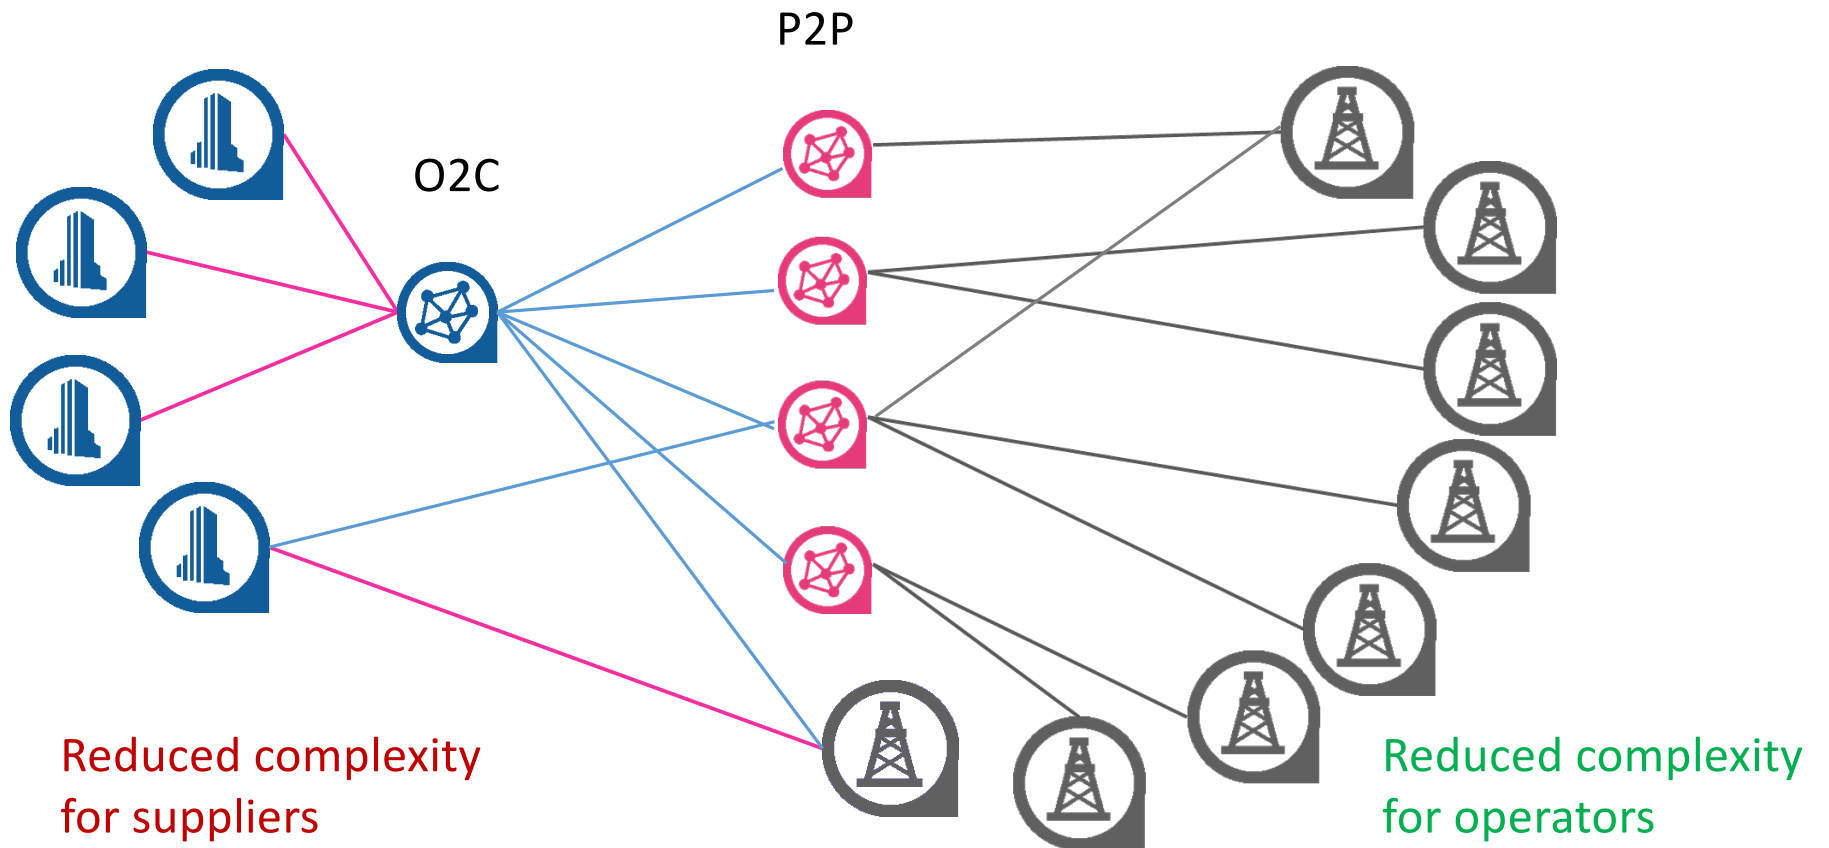 P2P
O2C
Reduced complexity
for suppliers
Reduced complexity
for operators